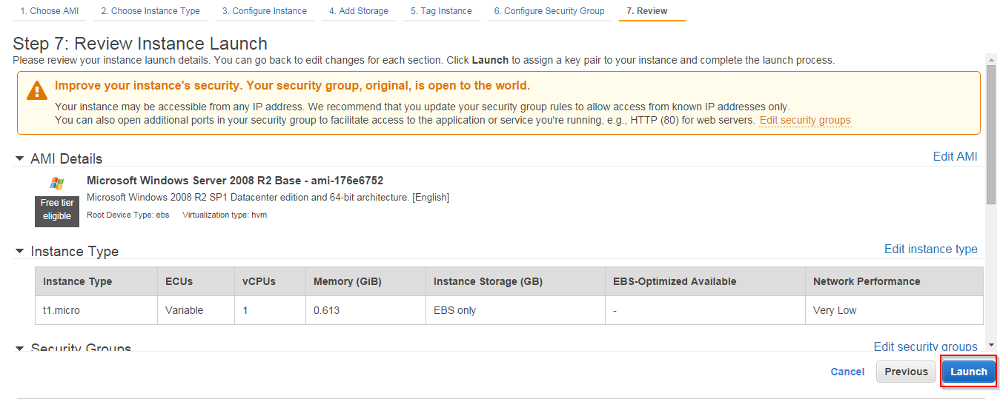 1. Choose AMI 2. Choose Instance Type 3. Configure Instance 4. Add Storage 5. Tag Instance 6. Configure Security Group 7. Review
Step 7: Review Instance Launch
Please review your instance launch details. You can go back to edit changes for each section. Click Launch to assign a key pair to your instance and complete the launch process.
Improve your instance's security. Your security group, original, is open to the world.
Your instance may be accessible from any IP address. We recommend that you update your security group rules to allow access from known IP addresses only.
You can also open additional ports in your security group to facilitate access to the application or service you're running, e.g., HTTP (80) for web servers. Edit security groups
AMI Details Edit AMI
Microsoft Windows Server 2008 R2 Base - ami-176e6752
Free tier
eligible
Microsoft Windows 2008 R2 SP1 Datacenter edition and 64-bit architecture. [English]
Root Device Type: ebs Virtualization type: hvm
Instance Type Edit instance type
Instance Type ECUs vCPUs Memory (GiB) Instance Storage (GB) EBS-Optimized Available Network Performance
t1.micro Variable 1 0.613 EBS only - Very Low
Security Groups Edit security groups
Cancel Previous Launch